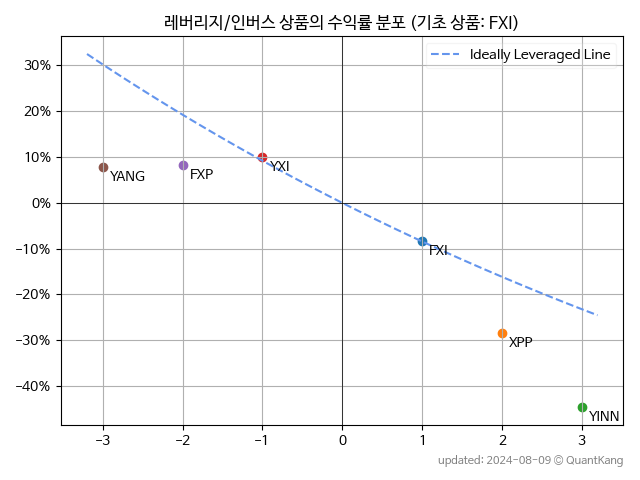 레버리지/인버스 상품의 수익률 분포 (기초 상품: FXI)
Ideally Leveraged Line
30%
20%
10%
0%
-10%
-20%
-30%
-40%
YANG
FXP
YXI
FXI
XPP
YINN
-3 -2 -1 0 1 2 3
updated: 2024-08-09 © QuantKang